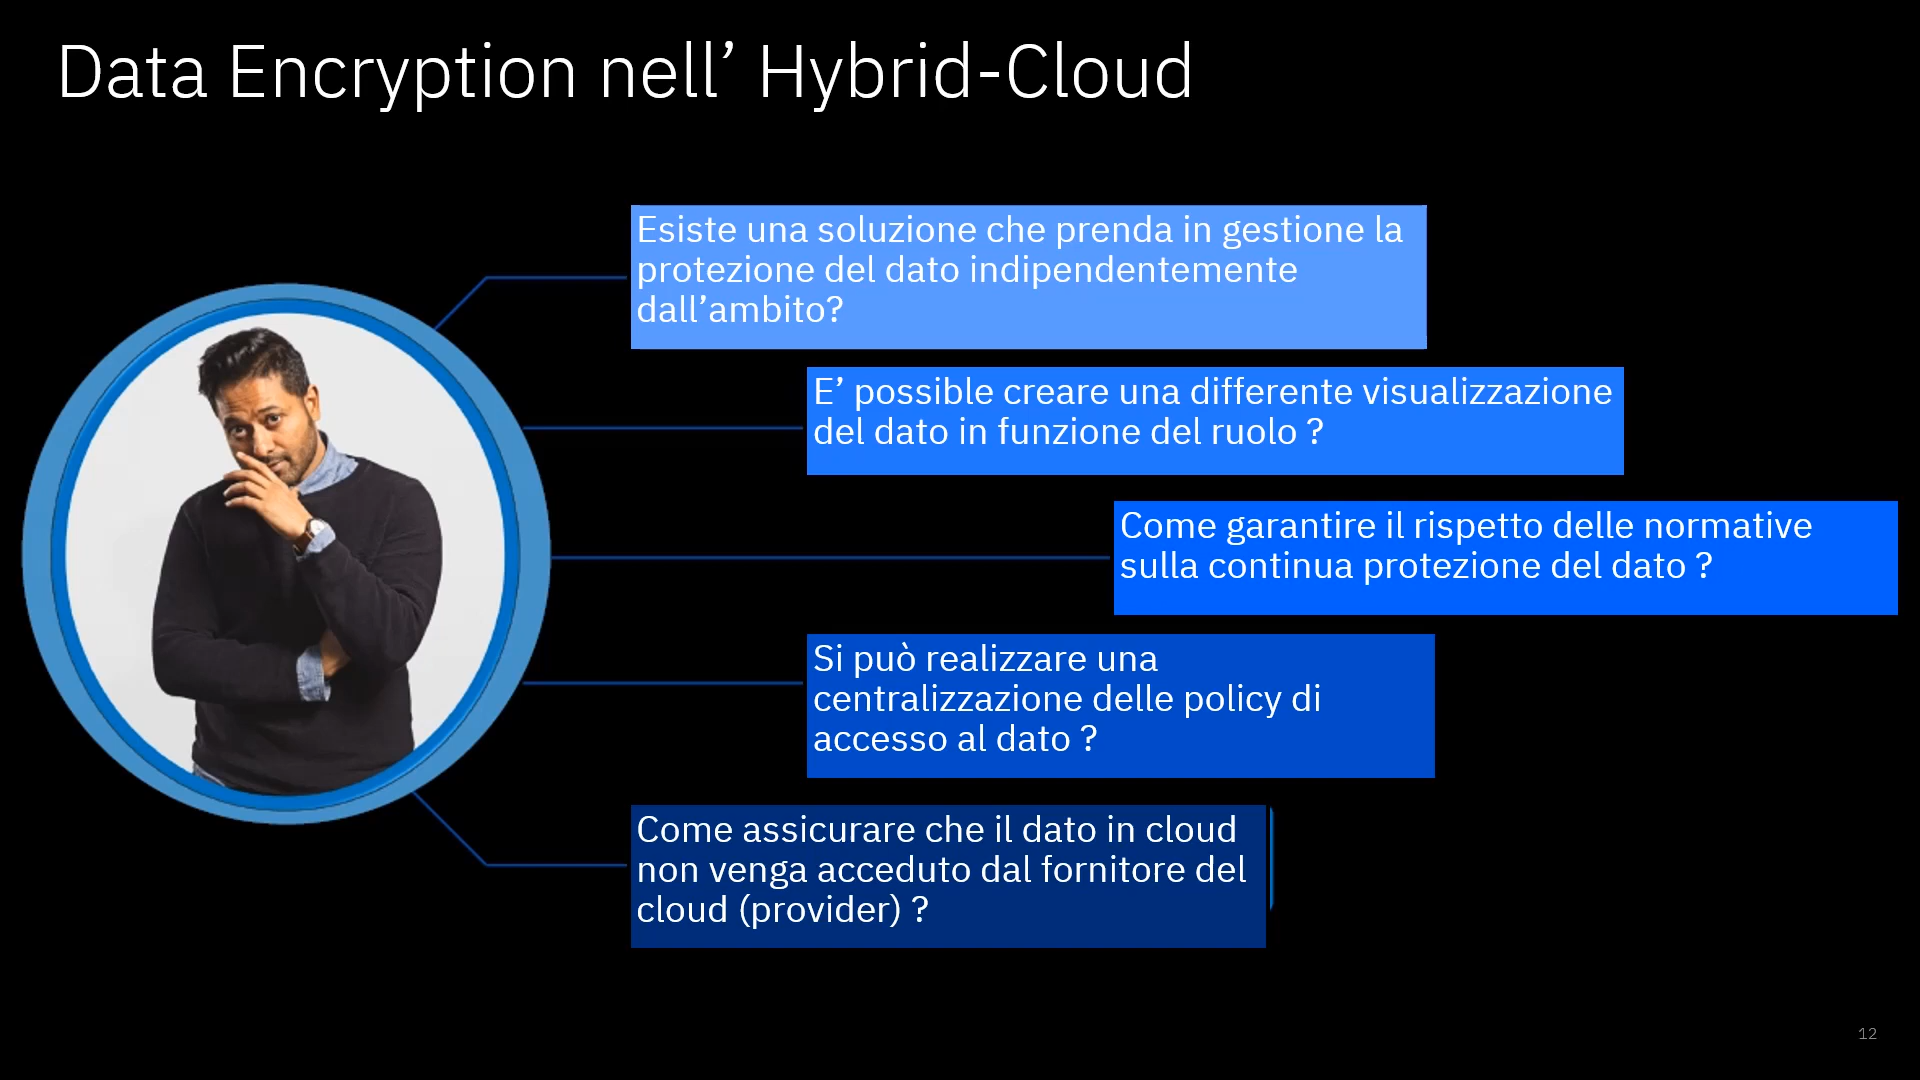 Data Encryption nell’ Hybrid-Cloud
Esiste una soluzione che prenda in gestione la
protezione del dato indipendentemente
dall’ambito?
E’ possibile creare una differente visualizzazione
del dato in funzione del ruolo ?
Come garantire il rispetto delle normative
sulla continua protezione del dato ?
Si può realizzare una
centralizzazione delle policy di
accesso al dato ?
Come assicurare che il dato in cloud
non venga acceduto dal fornitore del
cloud (provider) ?
12